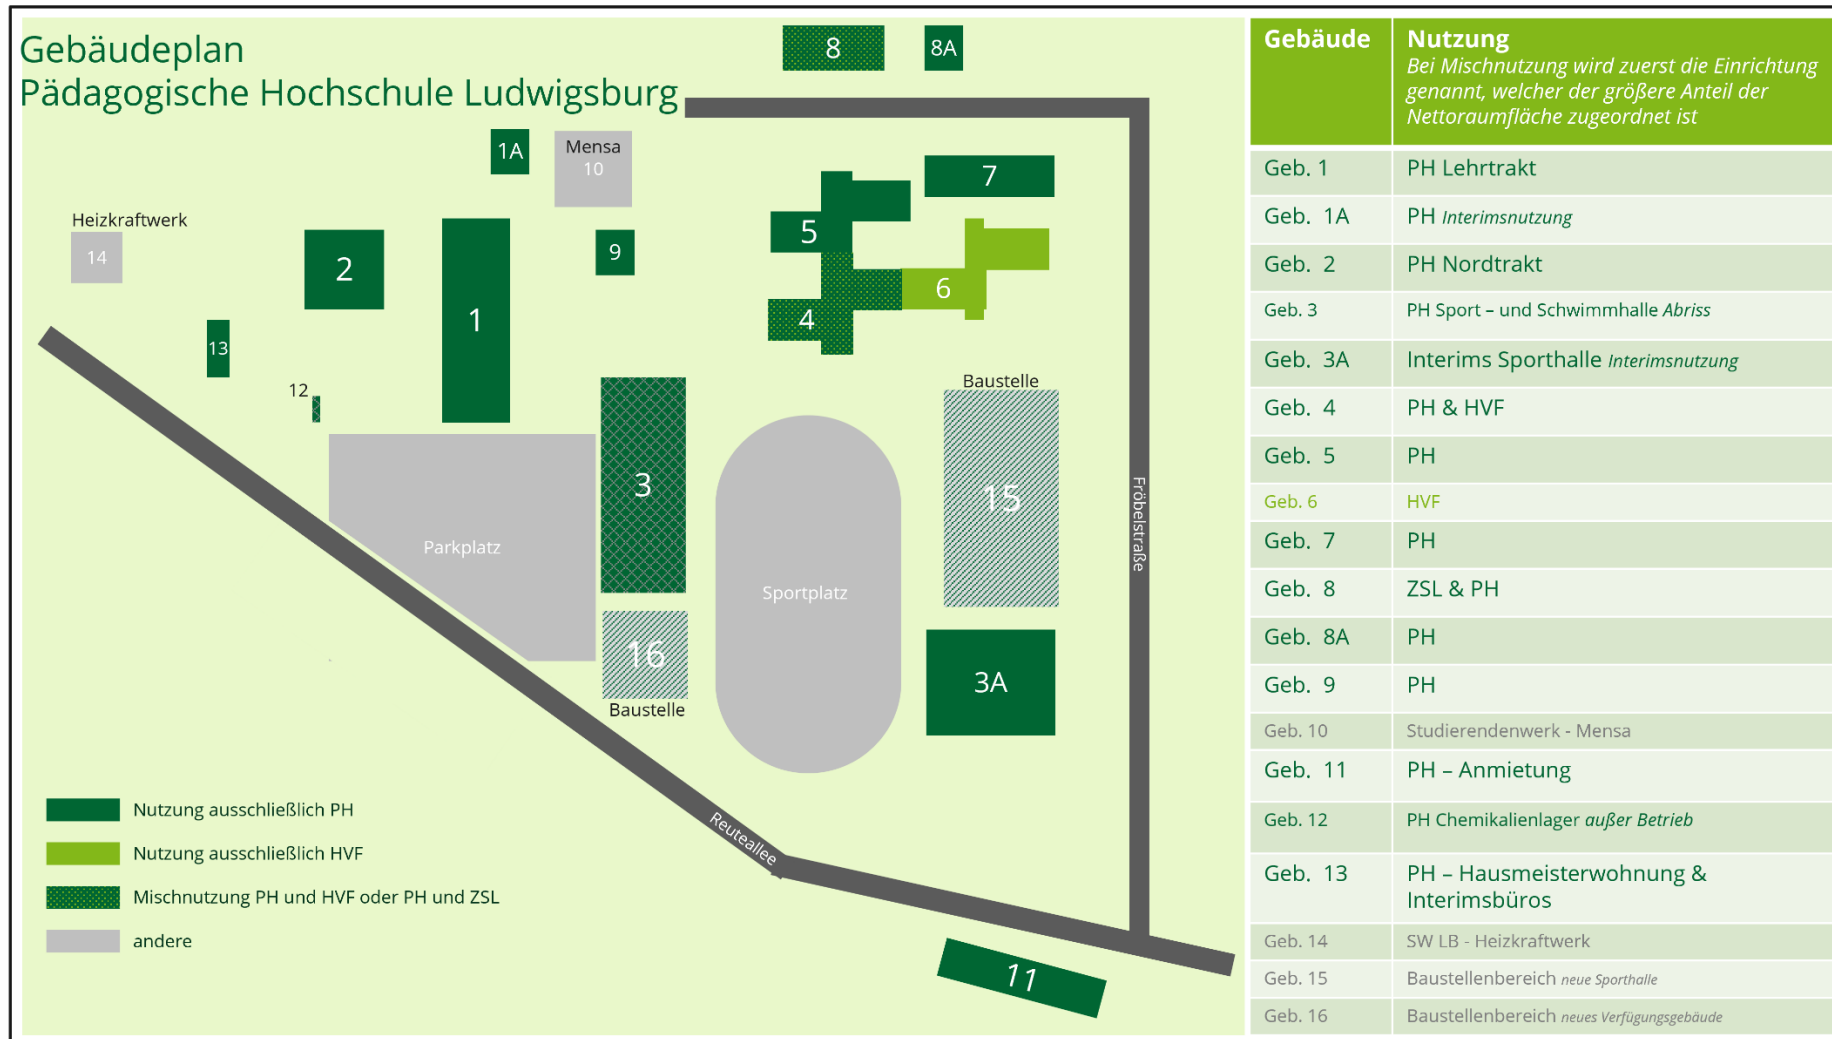 Gebäudeplan
Pädagogische Hochschule Ludwigsburg
8
8A
1A
Mensa
10
7
Heizkraftwerk
14
2
1
9
5
6
4
13
12
3
Baustelle
15
Fröbelstraße
Parkplatz
Sportplatz
16
Baustelle
3A
Reuteallee
11
Nutzung ausschließlich PH
Nutzung ausschließlich HVF
Mischnutzung PH und HVF oder PH und ZSL
andere
Gebäude Nutzung
Bei Mischnutzung wird zuerst die Einrichtung
genannt, welcher der größere Anteil der
Nettoraumfläche zugeordnet ist
Geb. 1 PH Lehrtrakt
Geb. 1A PH Interimsnutzung
Geb. 2 PH Nordtrakt
Geb. 3 PH Sport – und Schwimmhalle Abriss
Geb. 3A Interims Sporthalle Interimsnutzung
Geb. 4 PH & HVF
Geb. 5 PH
Geb. 6 HVF
Geb. 7 PH
Geb. 8 ZSL & PH
Geb. 8A PH
Geb. 9 PH
Geb. 10 Studierendenwerk - Mensa
Geb. 11 PH – Anmietung
Geb. 12 PH Chemikalienlager außer Betrieb
Geb. 13 PH – Hausmeisterwohnung &
Interimsbüros
Geb. 14 SW LB - Heizkraftwerk
Geb. 15 Baustellenbereich neue Sporthalle
Geb. 16 Baustellenbereich neues Verfügungsgebäude